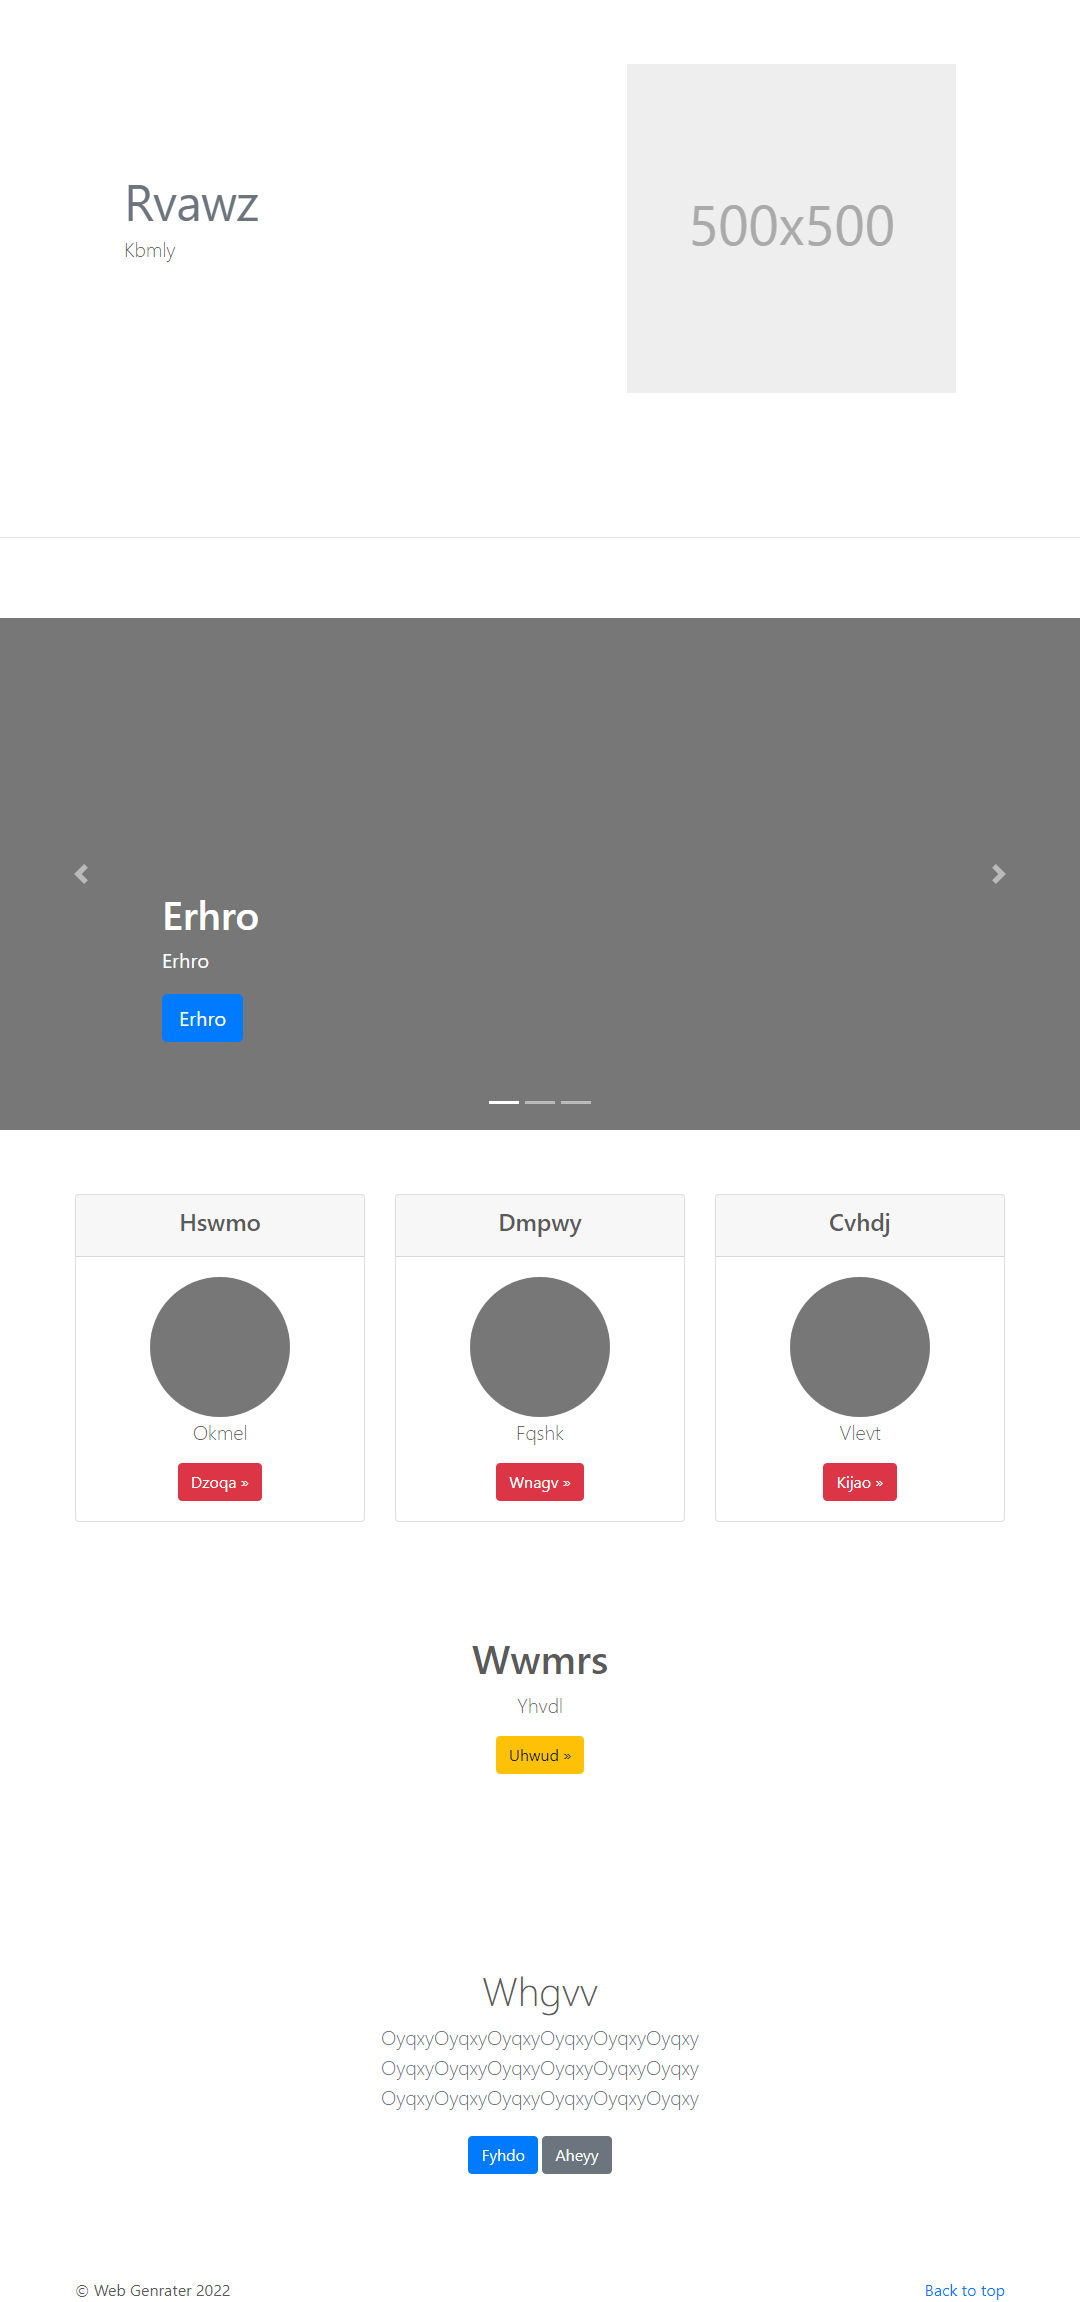 Rvawz
Kbmly
500x500
Erhro
Erhro
Erhro
Hswmo
Okmel
Dzoqa »
Dmpwy
Fqshk
Wnagv »
Cvhdj
Vlevt
Kijao »
Wwmrs
Yhvdl
Uhwud »
Whgvv
OyqxyOyqxyOyqxyOyqxyOyqxyOyqxy
OyqxyOyqxyOyqxyOyqxyOyqxyOyqxy
OyqxyOyqxyOyqxyOyqxyOyqxyOyqxy
Fyhdo Aheyy
© Web Genrater 2022
Back to top